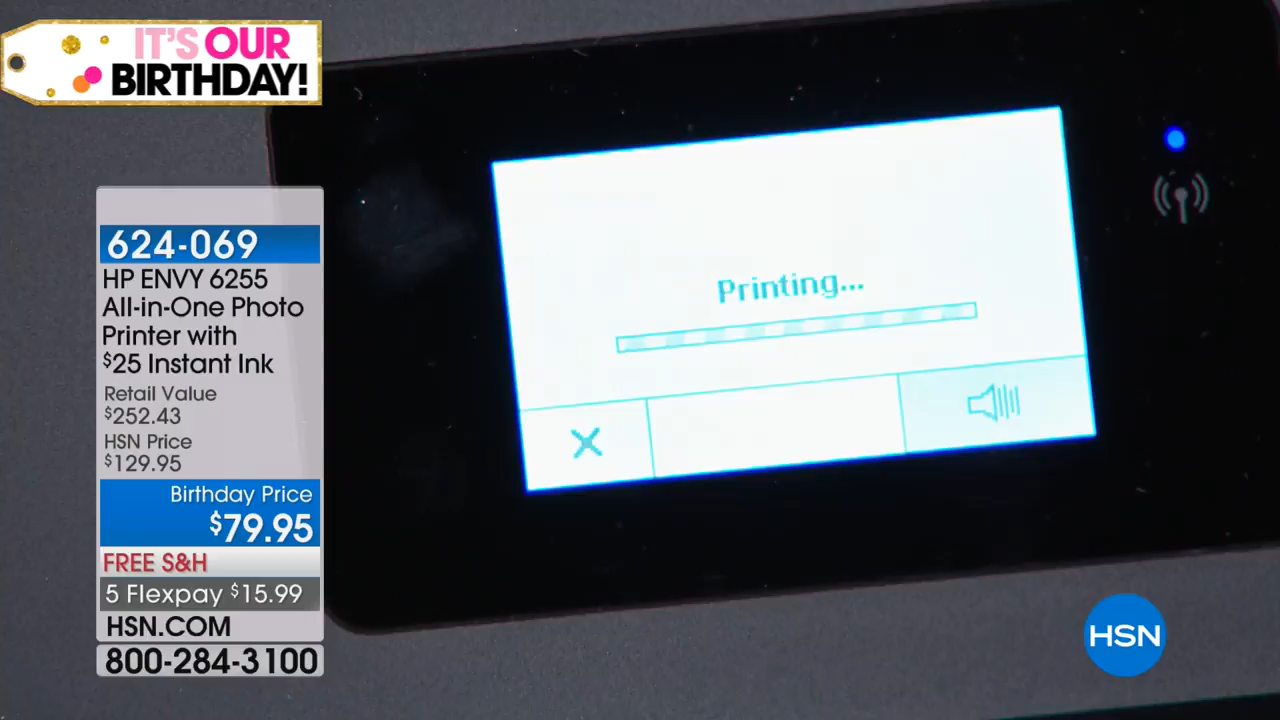 IT'S OUR
BIRTHDAY!
624-069
HP ENVY 6255
All-in-One Photo
Printer with
$25 Instant Ink
Retail Value
$252.43
HSN Price
$129.95
Birthday Price
$79.95
FREE S&H
5 Flexpay $15.99
HSN.COM
800-284-3100
Printing...
HSN